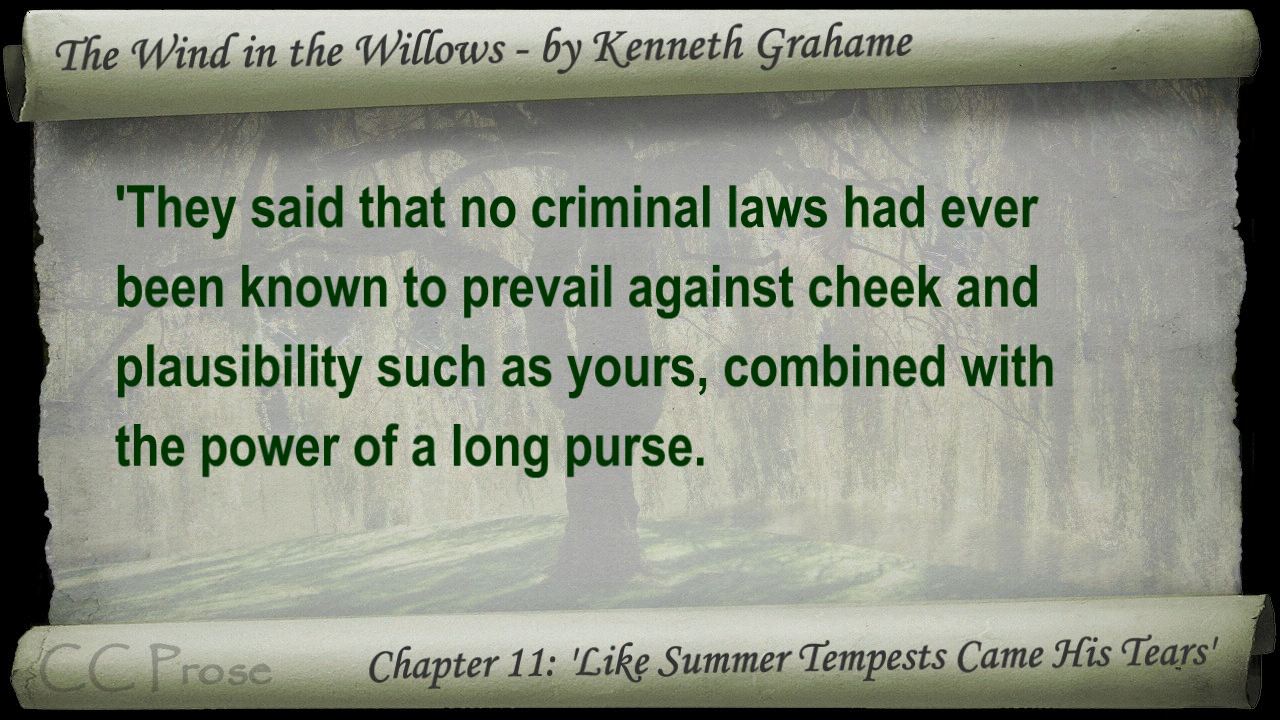 The Wind in the Willows - by Kenneth Grahame
'They said that no criminal laws had ever
been known to prevail against cheek and
plausibility such as yours, combined with
the power of a long purse.
CC Prose
Chapter 11: 'Like Summer Tempests Came His Tears'